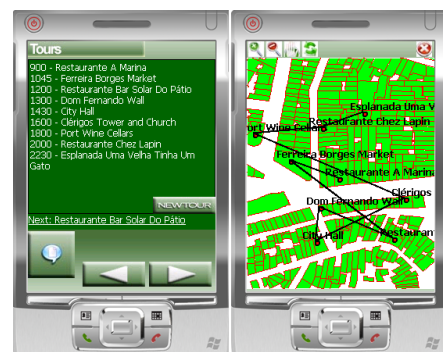 Tours
900 - Restaurante A Marina
1045 - Ferreira Borges Market
1200 - Restaurante Bar Solar Do Pátio
1300 - Dom Fernando Wall
1430 - City Hall
1600 - Clérigos Tower and Church
1800 - Port Wine Cellars
2000 - Restaurante Chez Lapin
2230 - Esplanada Uma Velha Tinha Um
Gato
NEWTOUR
Next: Restaurante Bar Solar Do Pátio
Esplanada Uma V
Restaurante Chez Lapin
Port Wine Cellars
Ferreira Borges Market
Restaurante A Marina
Clérigos
Dom Fernando Wall
Restauran
City Hall